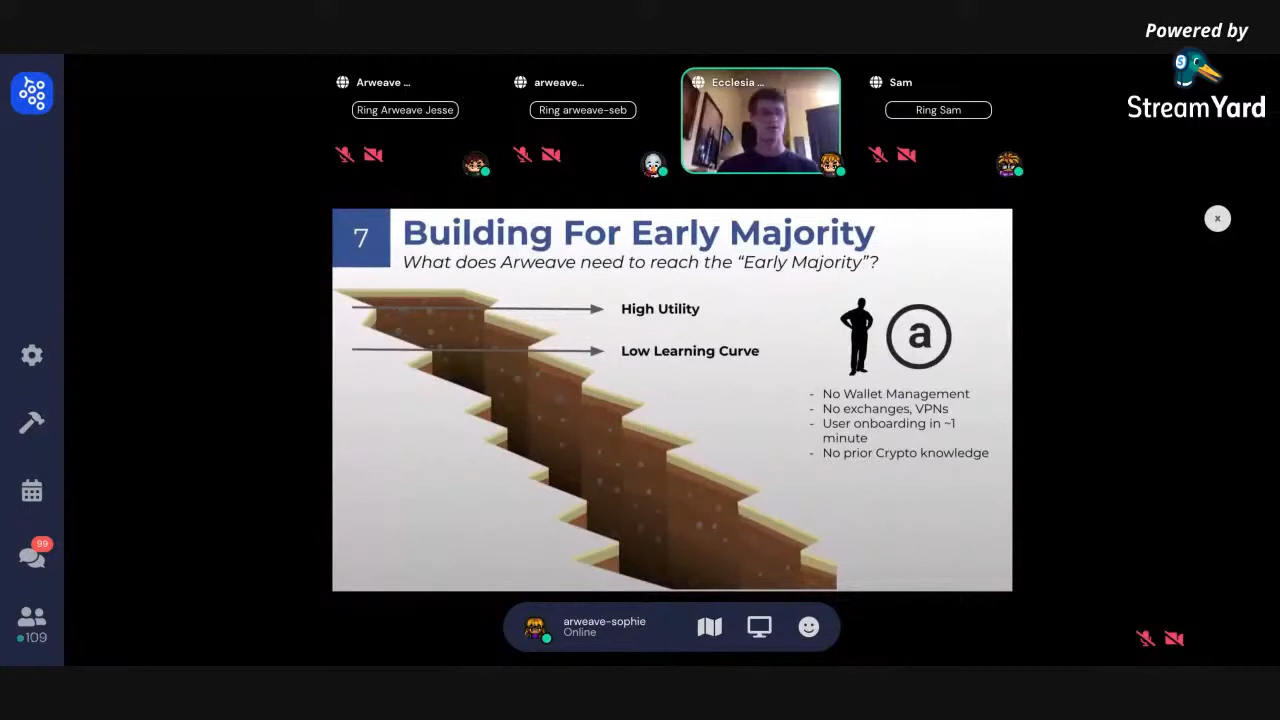 Powered by
StreamYard
Arweave ...
arweave...
Ecclesia ...
Sam
Ring Arweave Jesse
Ring arweave-seb
Ring Sam
7
Building For Early Majority
What does Arweave need to reach the “Early Majority”?
High Utility
Low Learning Curve
a
- No Wallet Management
- No exchanges, VPNs
- User onboarding in ~1
minute
- No prior Crypto knowledge
99
109
arweave-sophie
Online